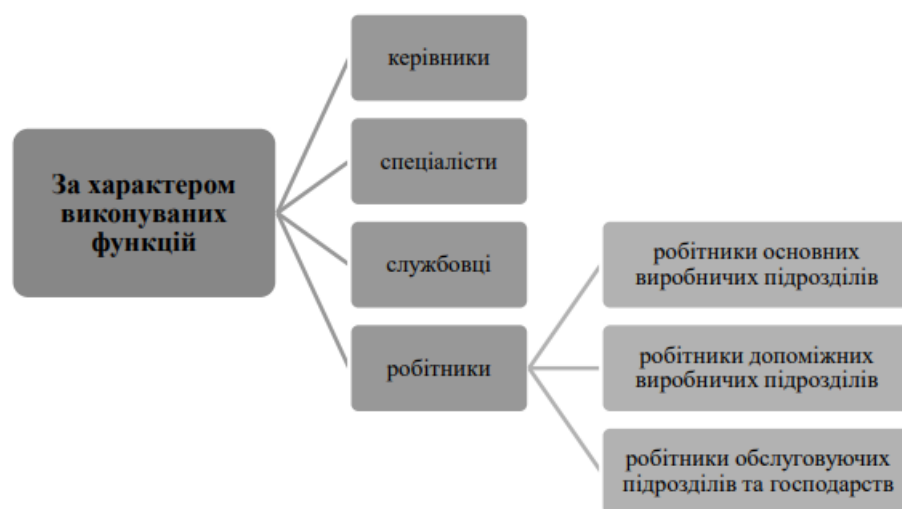 За характером
виконуваних
функцій
керівники
спеціалісти
службовці
робітники
робітники основних
виробничих підрозділів
робітники допоміжних
виробничих підрозділів
робітники обслуговуючих
підрозділів та господарств